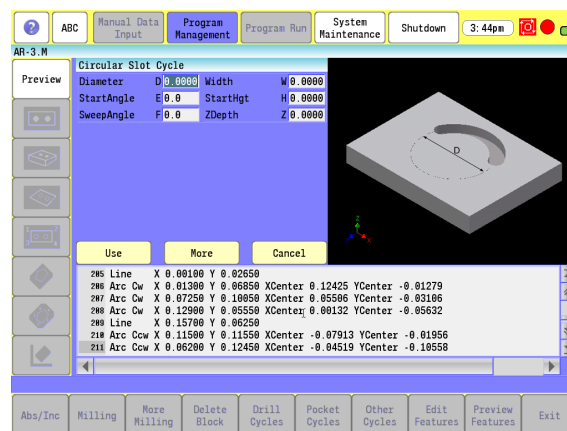 ? ABC Manual Data Input Program Management Program Run System Maintenance Shutdown 3:44pm
AR-3.M
Preview
Circular Slot Cycle
Diameter D 0.0000 Width W 0.0000
StartAngle E 0.0 StartHgt H 0.0000
SweepAngle F 0.0 ZDepth Z 0.0000
D
Z
X
Use More Cancel
205 Line X 0.00100 Y 0.02650
206 Arc Cw X 0.01300 Y 0.06850 XCenter 0.12425 YCenter -0.01279
207 Arc Cw X 0.07250 Y 0.10050 XCenter 0.05506 YCenter -0.03106
208 Arc Cw X 0.12900 Y 0.05550 XCenter 0.00132 YCenter -0.05632
209 Line X 0.15700 Y 0.06250
210 Arc Ccw X 0.11500 Y 0.11550 XCenter -0.07913 YCenter -0.01956
211 Arc Ccw X 0.06200 Y 0.12450 XCenter -0.04519 YCenter -0.10558
Abs/Inc Milling More Milling Delete Block Drill Cycles Pocket Cycles Other Cycles Edit Features Preview Features Exit